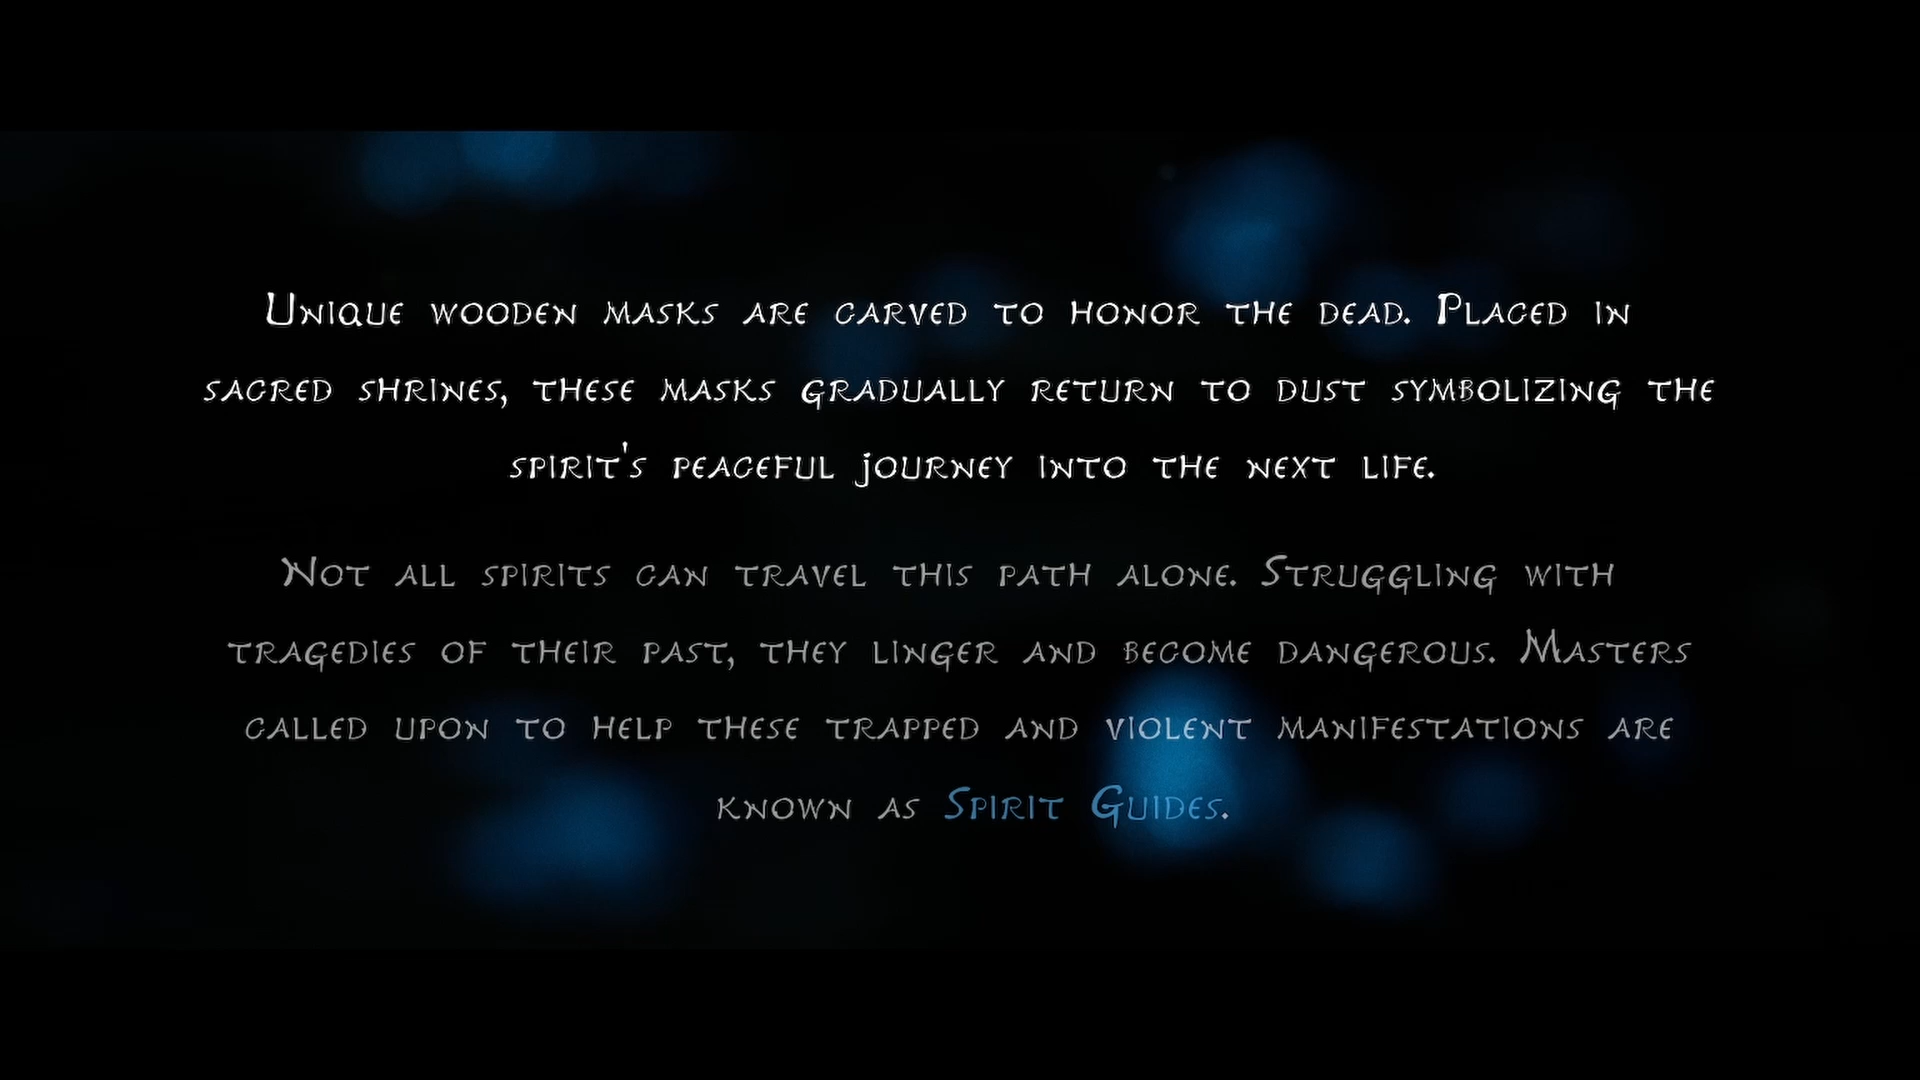 Unique wooden masks are carved to honor the dead. Placed in
sacred shrines, these masks gradually return to dust symbolizing the
spirit's peaceful journey into the next life.
Not all spirits can travel this path alone. Struggling with
tragedies of their past, they linger and become dangerous. Masters
called upon to help these trapped and violent manifestations are
known as Spirit Guides.